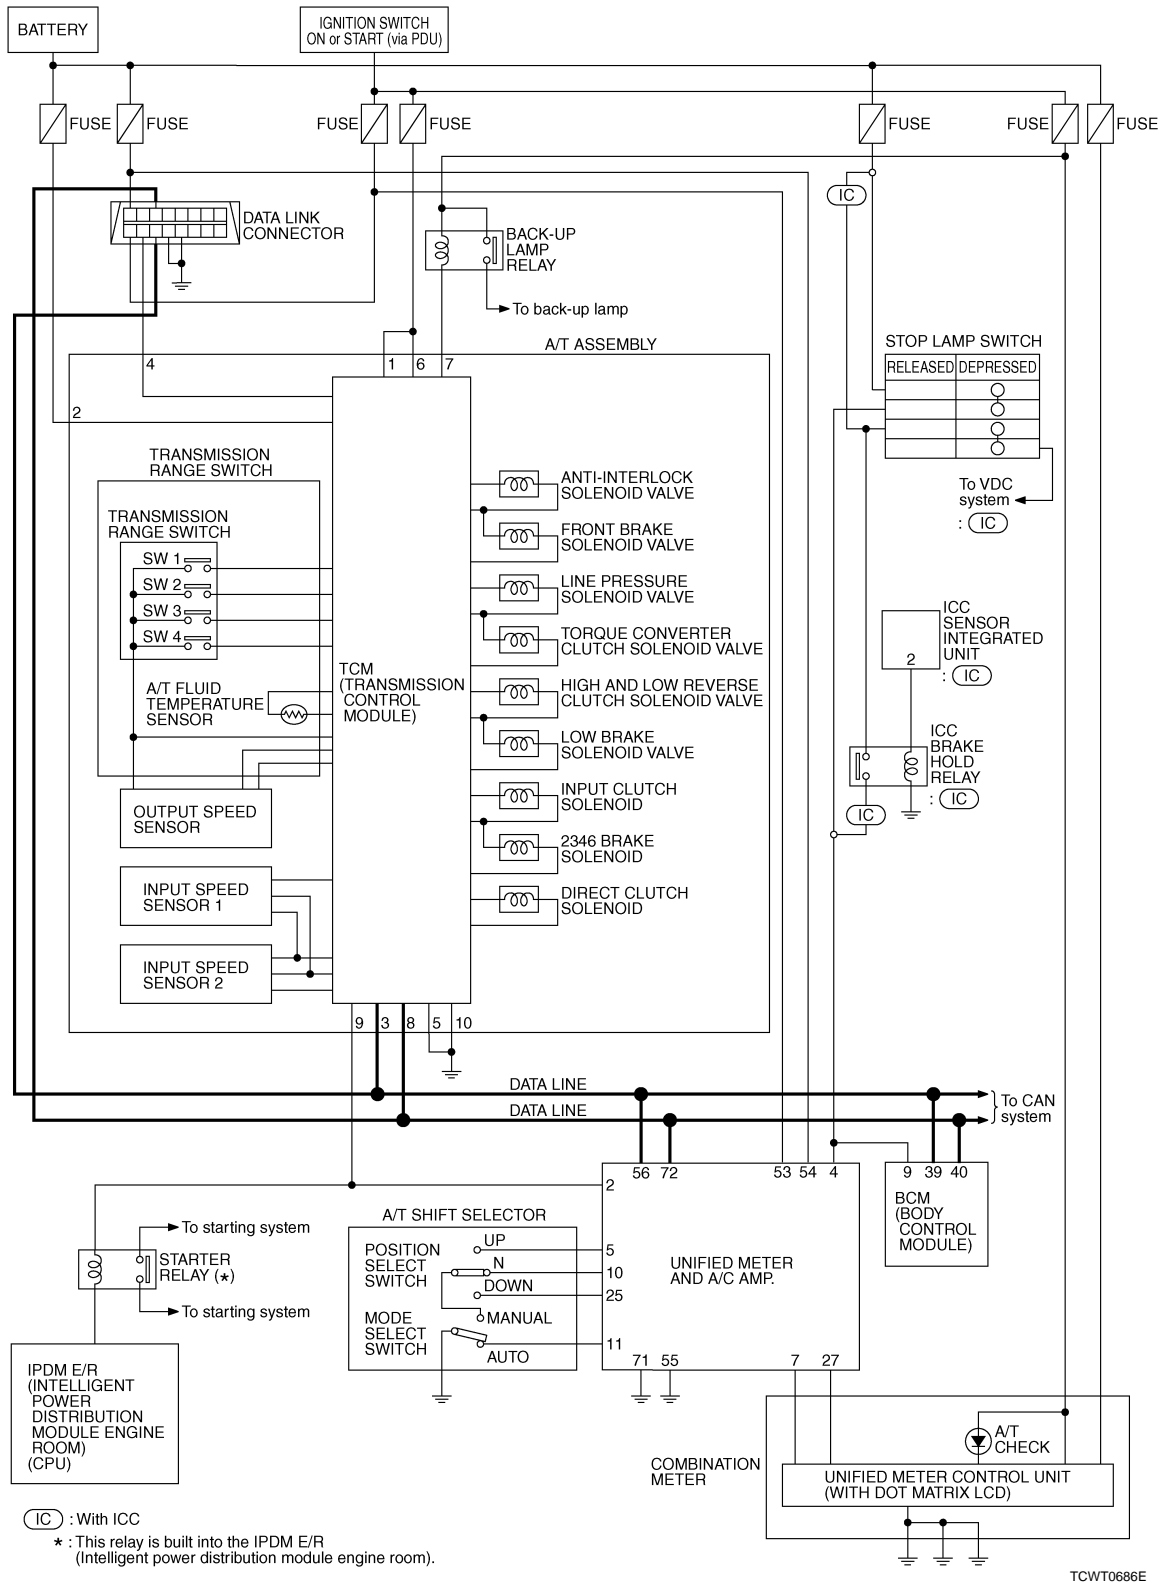 BATTERY
IGNITION SWITCH
ON or START (via PDU)
FUSE
FUSE
FUSE
FUSE
FUSE
FUSE
FUSE
IC
DATA LINK
CONNECTOR
BACK-UP
LAMP
RELAY
To back-up lamp
A/T ASSEMBLY
STOP LAMP SWITCH
RELEASED
DEPRESSED
4
1
6
7
2
To VDC
system
: IC
TRANSMISSION
RANGE SWITCH
TRANSMISSION
RANGE SWITCH
SW 1
SW 2
SW 3
SW 4
A/T FLUID
TEMPERATURE
SENSOR
OUTPUT SPEED
SENSOR
INPUT SPEED
SENSOR 1
INPUT SPEED
SENSOR 2
TCM
(TRANSMISSION
CONTROL
MODULE)
ANTI-INTERLOCK
SOLENOID VALVE
FRONT BRAKE
SOLENOID VALVE
LINE PRESSURE
SOLENOID VALVE
TORQUE CONVERTER
CLUTCH SOLENOID VALVE
HIGH AND LOW REVERSE
CLUTCH SOLENOID VALVE
LOW BRAKE
SOLENOID VALVE
INPUT CLUTCH
SOLENOID
2346 BRAKE
SOLENOID
DIRECT CLUTCH
SOLENOID
ICC
SENSOR
INTEGRATED
UNIT
: IC
2
ICC
BRAKE
HOLD
RELAY
: IC
IC
9
3
8
5
10
DATA LINE
DATA LINE
To CAN
system
56
72
53
54
4
9
39
40
BCM
(BODY
CONTROL
MODULE)
2
5
10
25
11
UNIFIED METER
AND A/C AMP.
71
55
7
27
A/T SHIFT SELECTOR
POSITION
SELECT
SWITCH
UP
N
DOWN
MANUAL
MODE
SELECT
SWITCH
AUTO
To starting system
STARTER
RELAY (*)
To starting system
IPDM E/R
(INTELLIGENT
POWER
DISTRIBUTION
MODULE ENGINE
ROOM)
(CPU)
COMBINATION
METER
A/T
CHECK
UNIFIED METER CONTROL UNIT
(WITH DOT MATRIX LCD)
IC : With ICC
* : This relay is built into the IPDM E/R
(Intelligent power distribution module engine room).
TCWT0686E